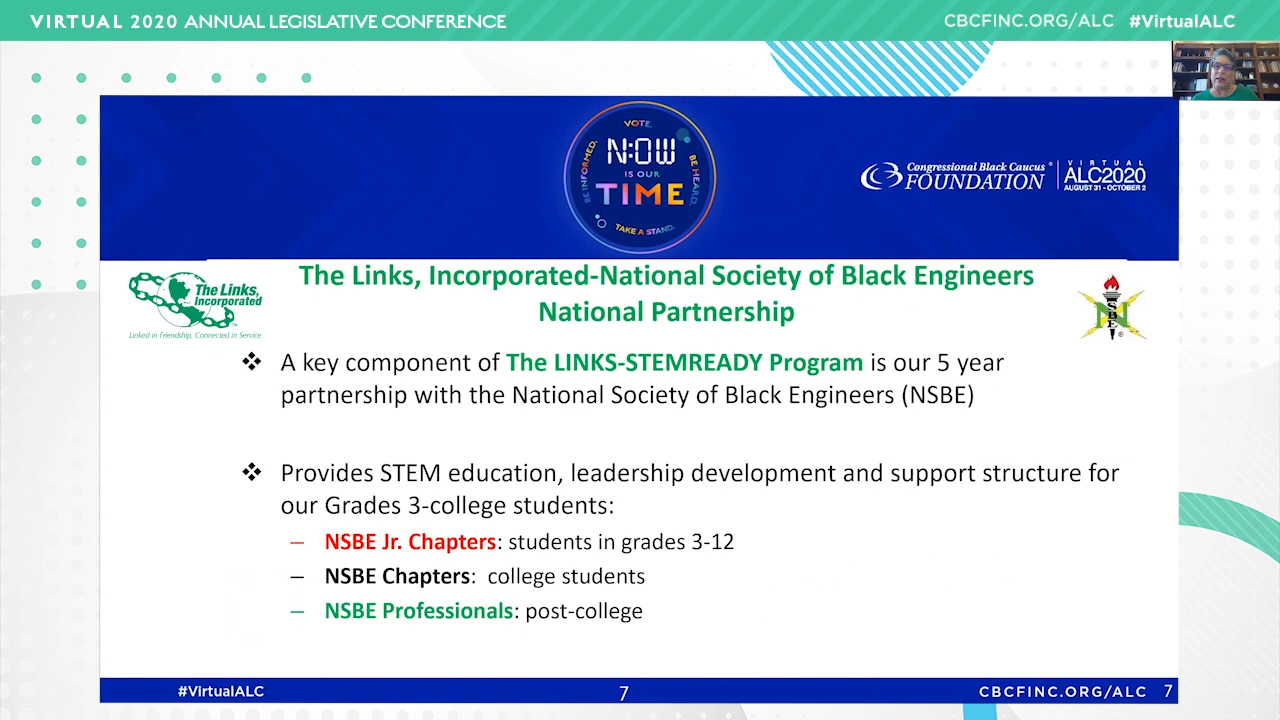 VIRTUAL 2020 ANNUAL LEGISLATIVE CONFERENCE
CBCFINC.ORG/ALC #VirtualALC
VOTE.
BE INFORMED.
BE HEARD.
N:OW
IS OUR
TIME
TAKE A STAND.
Congressional Black Caucus®
FOUNDATION
VIRTUAL
ALC2020
AUGUST 31 - OCTOBER 2
The Links,
Incorporated
Linked in Friendship, Connected in Service
The Links, Incorporated-National Society of Black Engineers
National Partnership
NSBE
®
❖ A key component of The LINKS-STEMREADY Program is our 5 year
partnership with the National Society of Black Engineers (NSBE)
❖ Provides STEM education, leadership development and support structure for
our Grades 3-college students:
– NSBE Jr. Chapters: students in grades 3-12
– NSBE Chapters: college students
– NSBE Professionals: post-college
#VirtualALC
7
CBCFINC.ORG/ALC 7